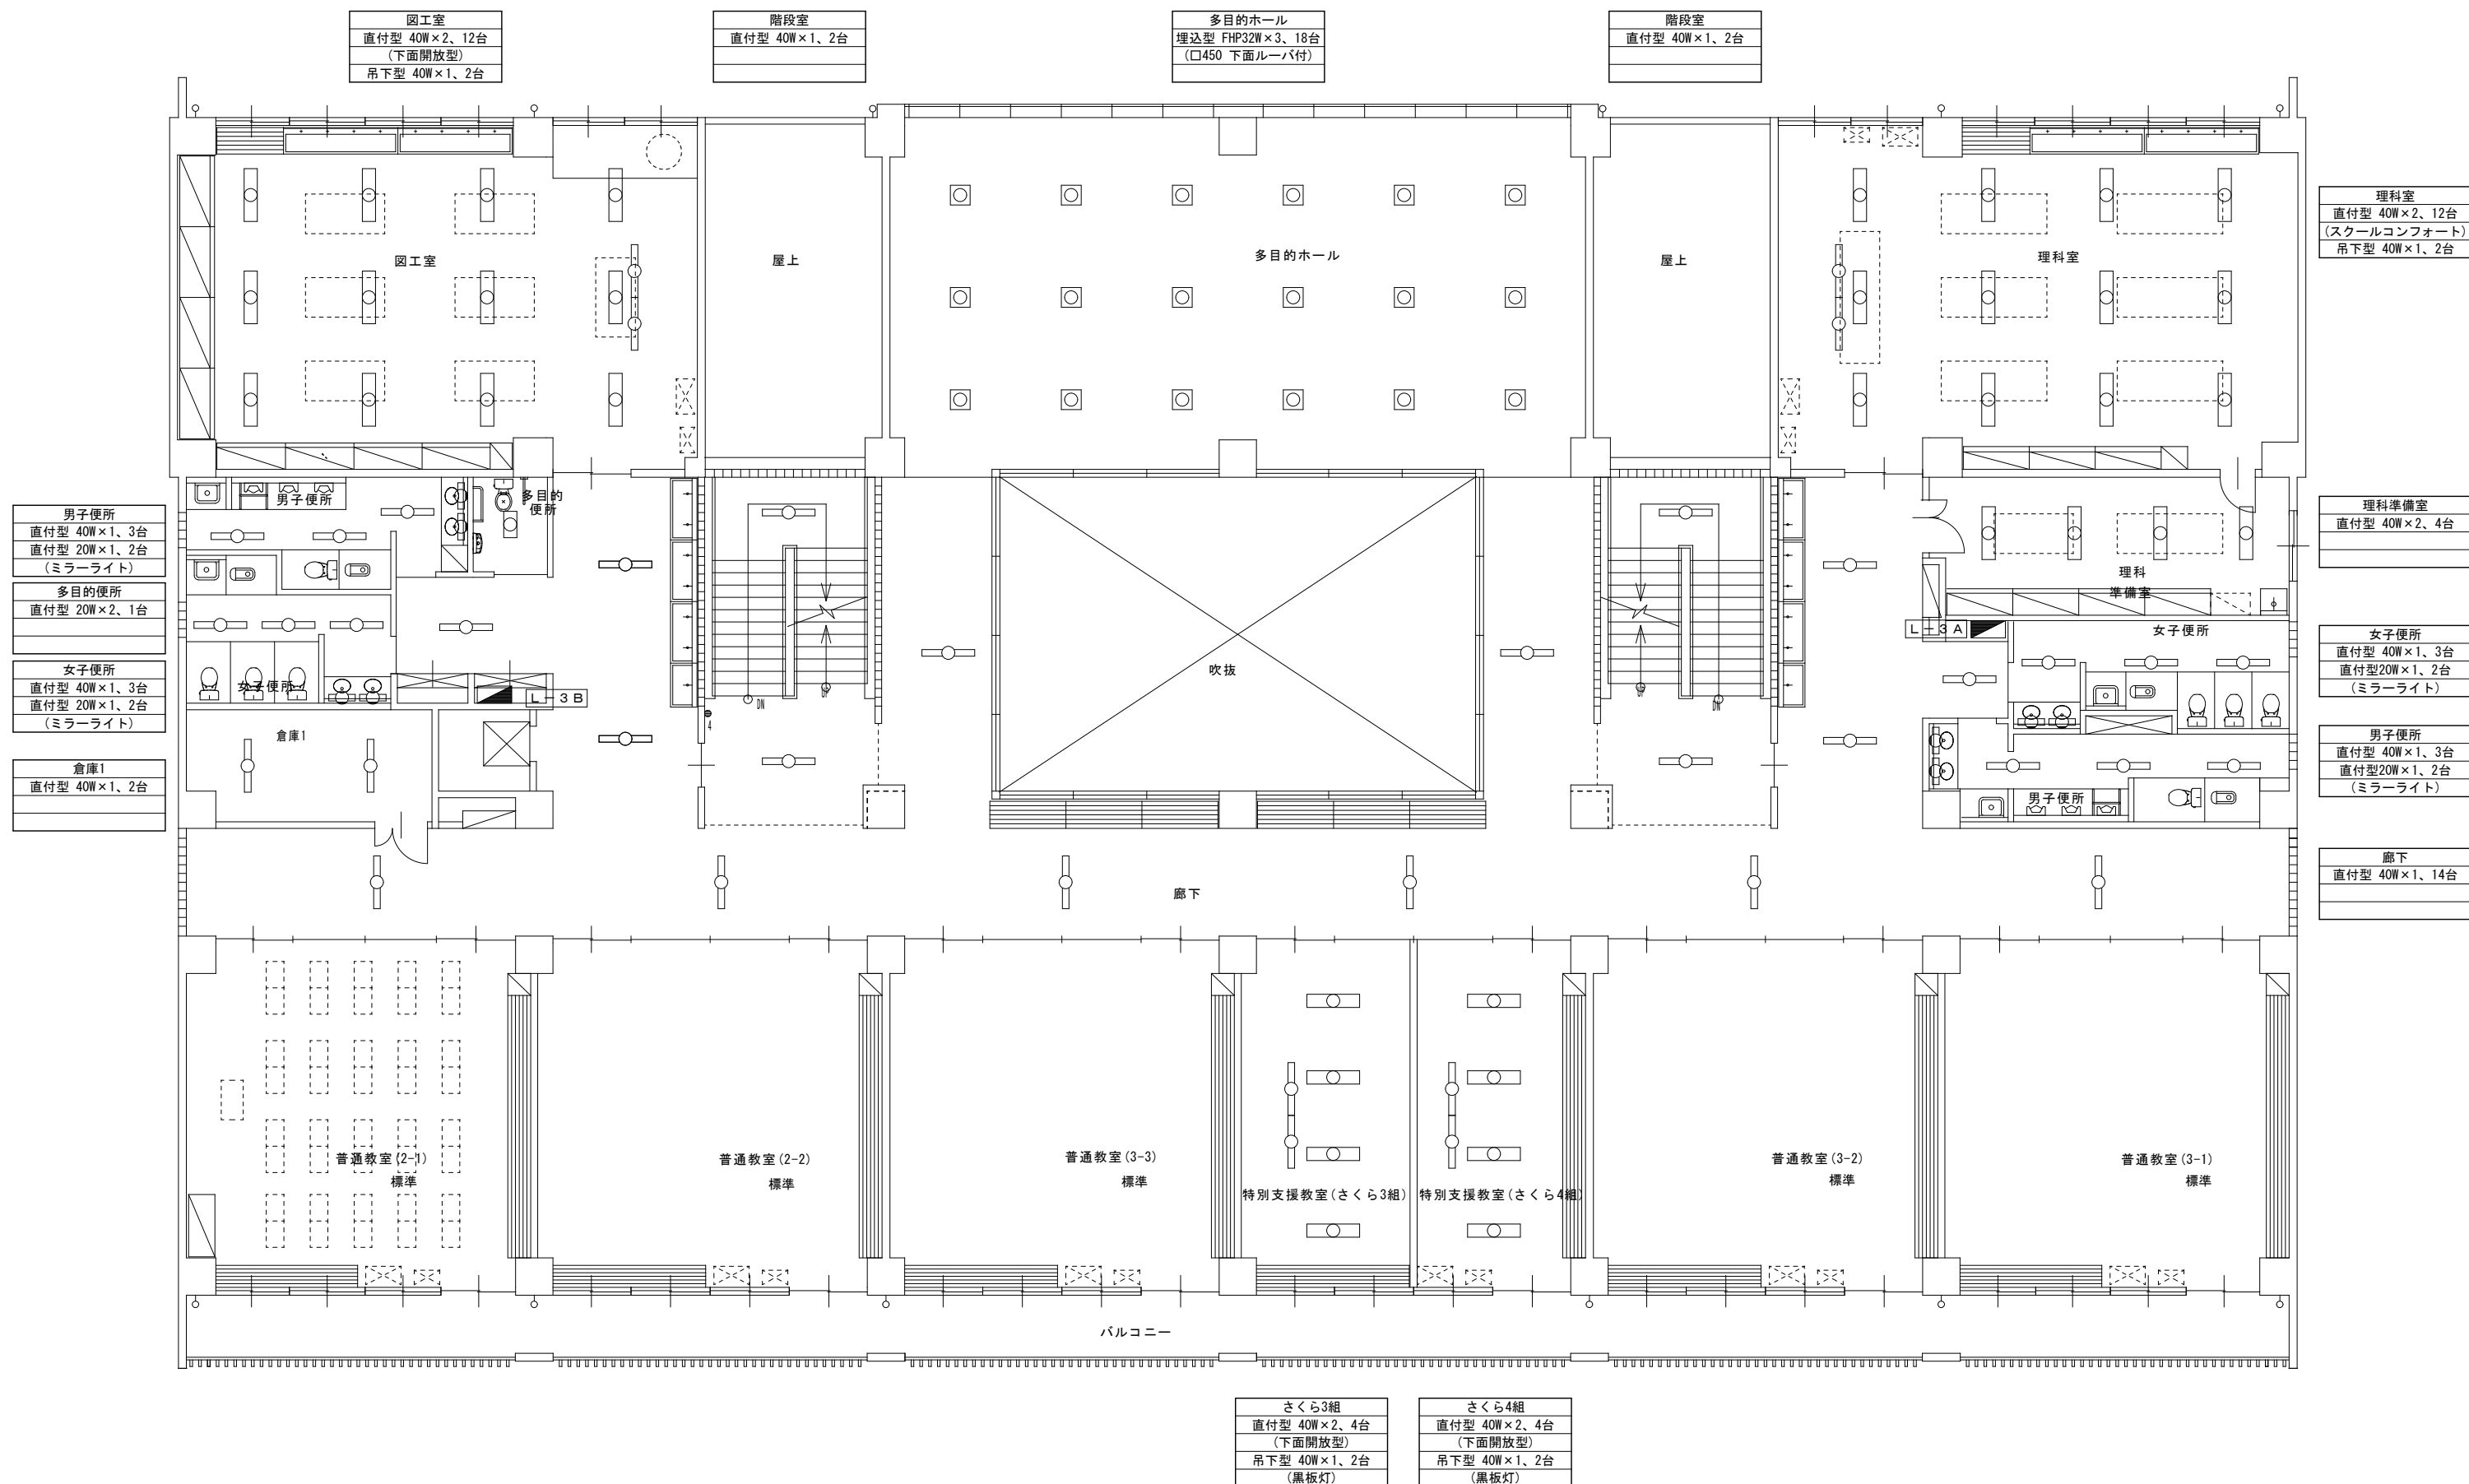 図工室
直付型 40W×2、12台
(下面開放型)
吊下型 40W×1、2台
階段室
直付型 40W×1、2台
多目的ホール
埋込型 FHP32W×3、18台
(□450 下面ルーバ付)
階段室
直付型 40W×1、2台
図工室
屋上
多目的ホール
屋上
理科室
理科室
直付型 40W×2、12台
(スクールコンフォート)
吊下型 40W×1、2台
男子便所
直付型 40W×1、3台
直付型 20W×1、2台
(ミラーライト)
多目的便所
直付型 20W×2、1台
女子便所
直付型 40W×1、3台
直付型 20W×1、2台
(ミラーライト)
倉庫1
直付型 40W×1、2台
男子便所
多目的
便所
女子便所
L-3B
倉庫1
DN
UP
4
吹抜
UP
DN
L-3A
理科
準備室
女子便所
男子便所
理科準備室
直付型 40W×2、4台
女子便所
直付型 40W×1、3台
直付型20W×1、2台
(ミラーライト)
男子便所
直付型 40W×1、3台
直付型20W×1、2台
(ミラーライト)
廊下
直付型 40W×1、14台
廊下
普通教室(2-1)
標準
普通教室(2-2)
標準
普通教室(3-3)
標準
特別支援教室(さくら3組)
特別支援教室(さくら4組)
普通教室(3-2)
標準
普通教室(3-1)
標準
バルコニー
さくら3組
直付型 40W×2、4台
(下面開放型)
吊下型 40W×1、2台
(黒板灯)
さくら4組
直付型 40W×2、4台
(下面開放型)
吊下型 40W×1、2台
(黒板灯)